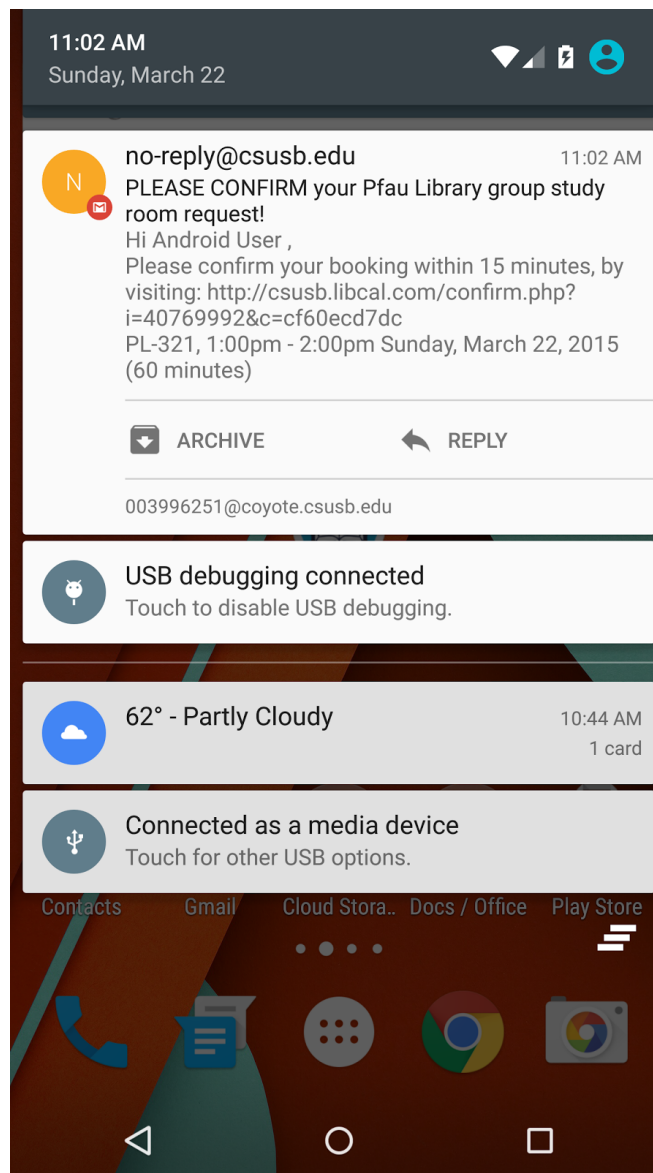 11:02 AM
Sunday, March 22
N
no-reply@csusb.edu
11:02 AM
PLEASE CONFIRM your Pfau Library group study
room request!
Hi Android User ,
Please confirm your booking within 15 minutes, by
visiting: http://csusb.libcal.com/confirm.php?
i=40769992&c=cf60ecd7dc
PL-321, 1:00pm - 2:00pm Sunday, March 22, 2015
(60 minutes)
ARCHIVE
REPLY
003996251@coyote.csusb.edu
USB debugging connected
Touch to disable USB debugging.
62° - Partly Cloudy
10:44 AM
1 card
Connected as a media device
Touch for other USB options.
Contacts Gmail Cloud Stora.. Docs / Office Play Store